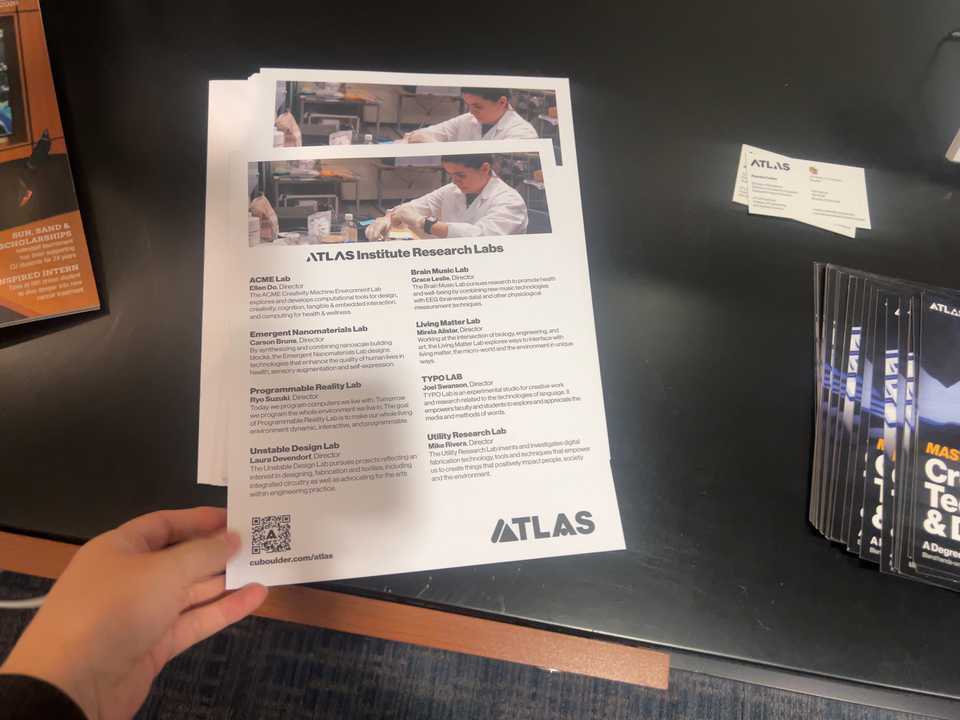 SUN, SAND &
SCHOLARSHIPS
CU students for 24 years
INSPIRED INTERN
cancer treatment
ATLAS Institute Research Labs
ACME Lab
Ellen Do, Director
The ACME Creativity Machine Environment Lab
explores and develops computational tools for design,
creativity, cognition, tangible & embedded interaction,
and computing for health & wellness.
Emergent Nanomaterials Lab
Carson Bruns, Director
By synthesizing and combining nanoscale building
blocks, the Emergent Nanomaterials Lab designs
technologies that enhance the quality of human lives in
health, sensory augmentation and self-expression.
Programmable Reality Lab
Ryo Suzuki, Director
Today we program computers we live with. Tomorrow
we program the whole environment we live in. The goal
of Programmable Reality Lab is to make our whole living
environment dynamic, interactive, and programmable.
Unstable Design Lab
Laura Devendorf, Director
The Unstable Design Lab pursues projects reflecting an
interest in designing, fabrication and textiles, including
integrated circuitry as well as advocating for the arts
within engineering practice.
Brain Music Lab
Grace Leslie, Director
The Brain Music Lab pursues research to promote health
and well-being by combining new music technologies
with EEG (brainwave data) and other physiological
measurement techniques.
Living Matter Lab
Mirela Alistar, Director
Working at the intersection of biology, engineering, and
art, the Living Matter Lab explores ways to interface with
living matter, the micro-world and the environment in unique
ways.
TYPO LAB
Joel Swanson, Director
TYPO Lab is an experimental studio for creative work
and research related to the technologies of language. It
empowers faculty and students to explore and appreciate the
media and methods of words.
Utility Research Lab
Mike Rivera, Director
The Utility Research Lab invents and investigates digital
fabrication technology, tools and techniques that empower
us to create things that positively impact people, society
and the environment.
cuboulder.com/atlas
ATLAS
ATLAS
ATLAS
MAST
Cr
Te
& D
A Degree